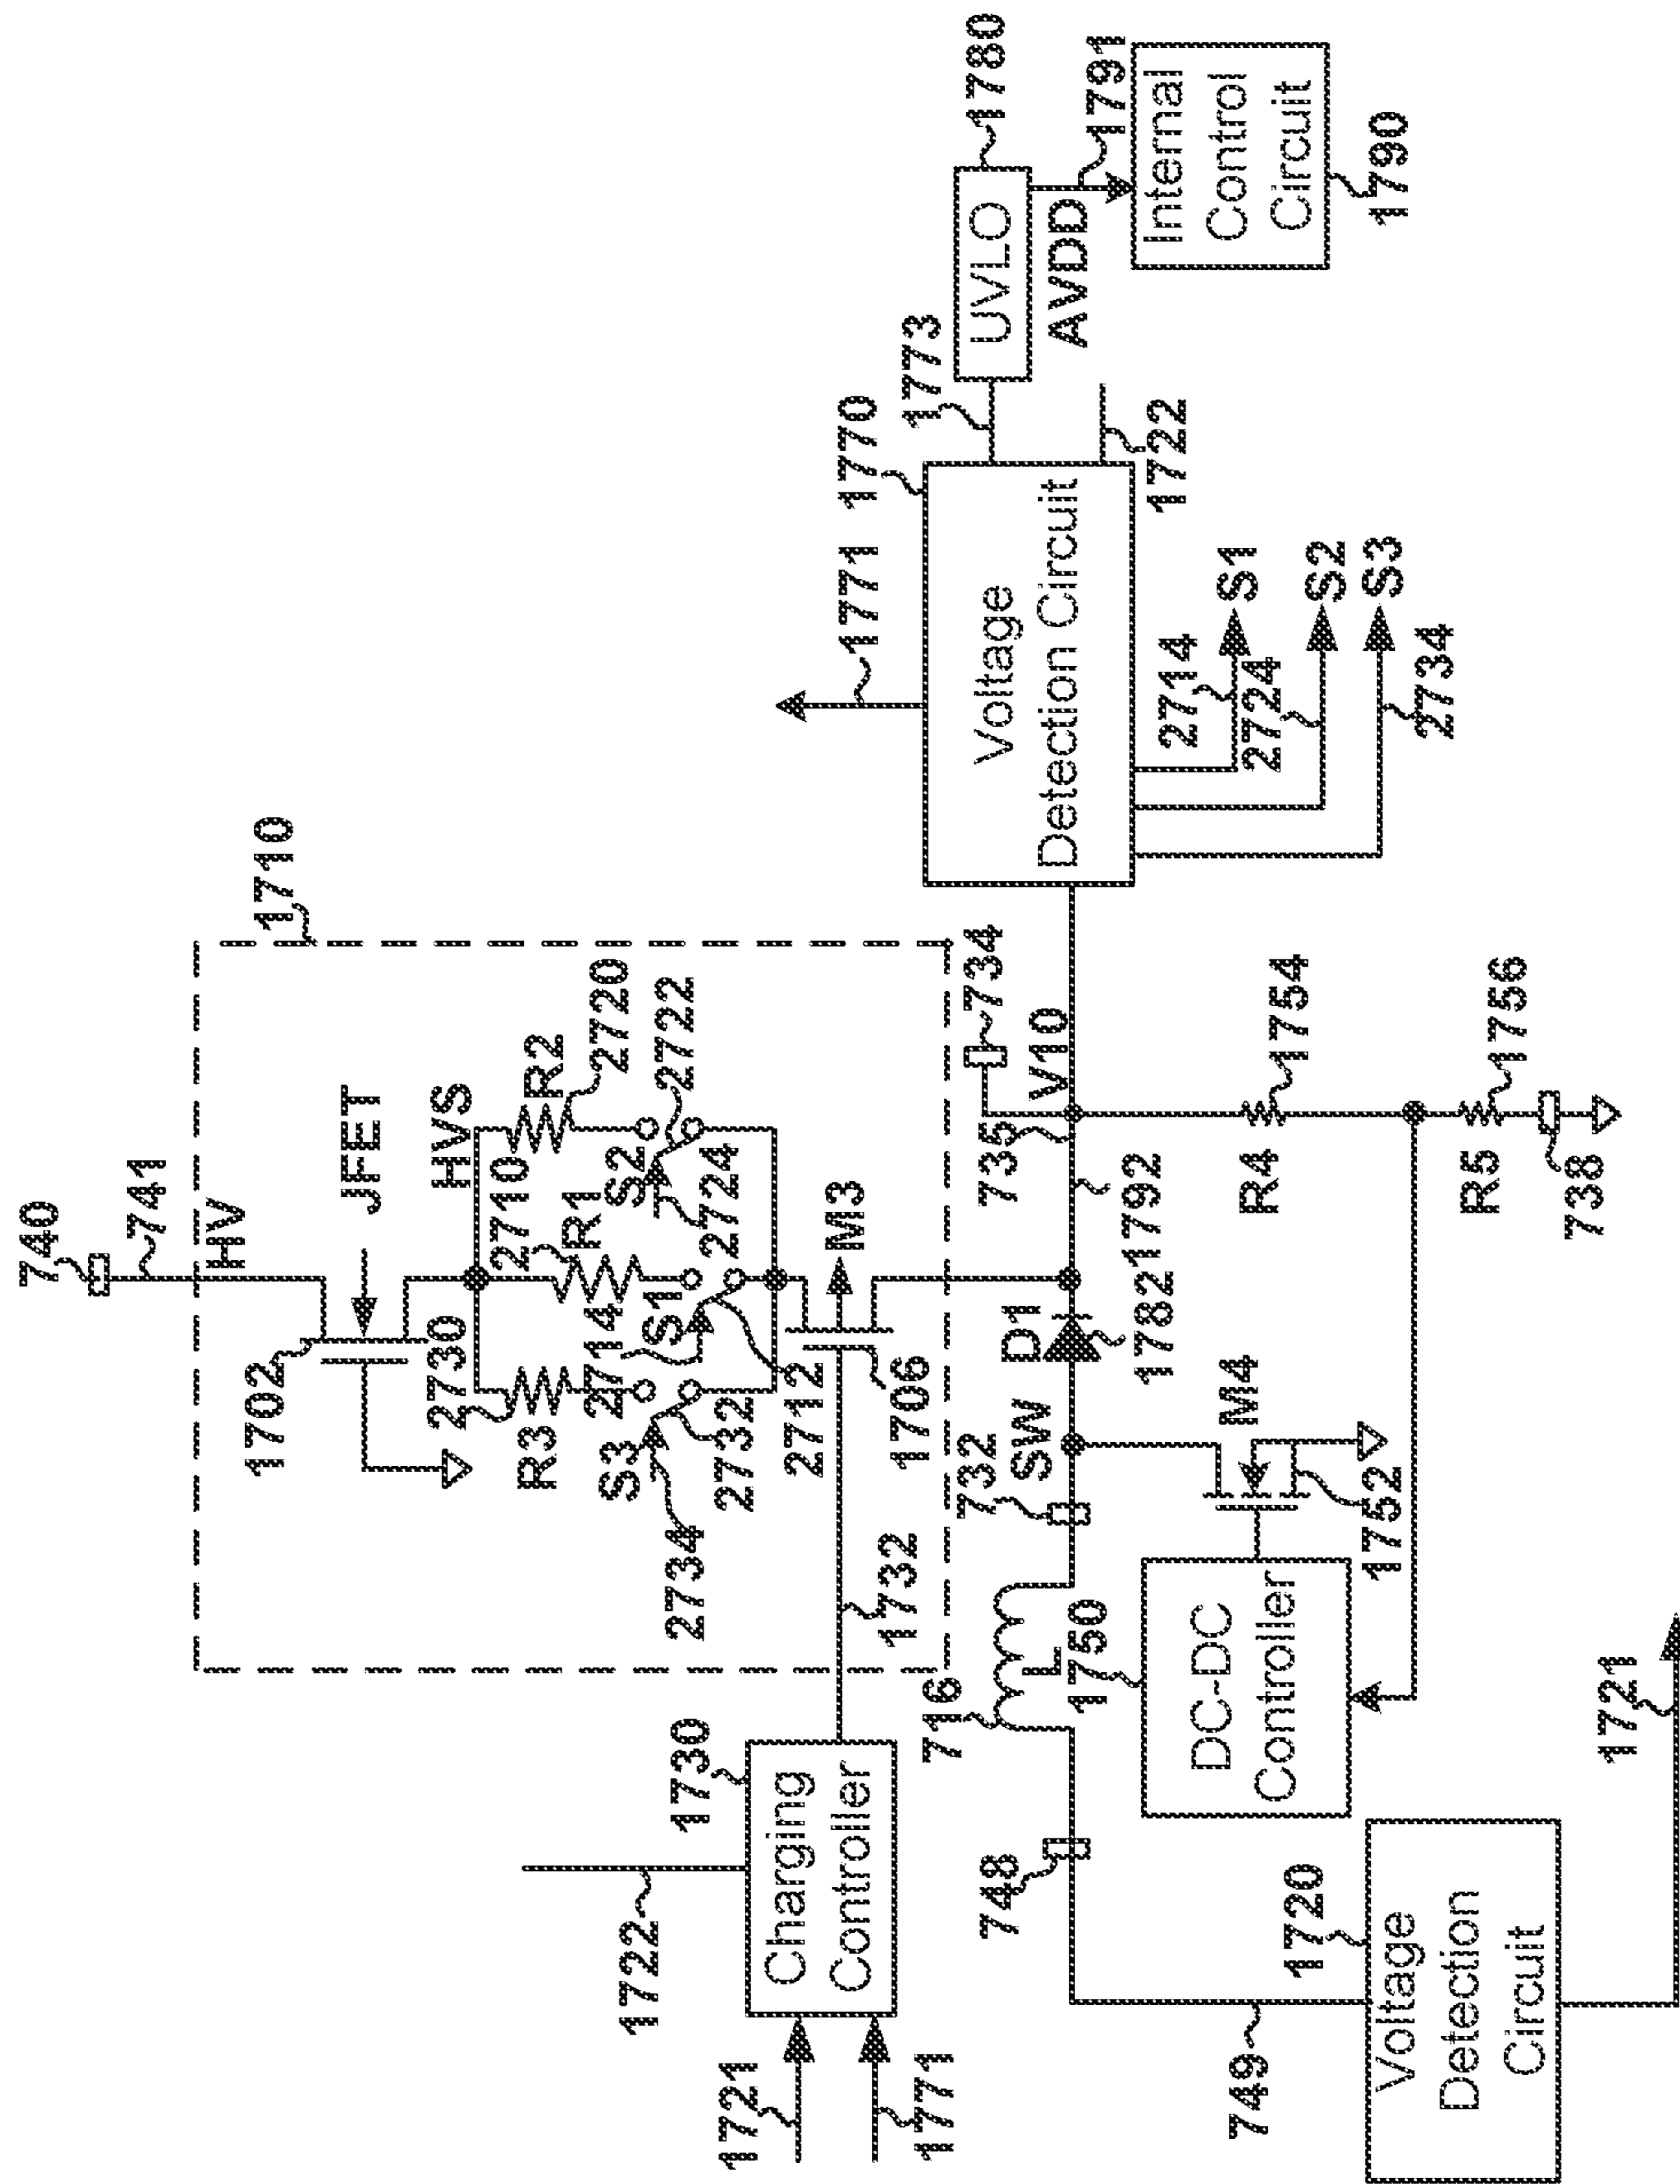 740
741
HV
1710
1702
JFET
HVS
2730
2710
R3
R1
R2
2720
2714
S3
S1
S2
2722
2734
2732
2712
2724
M3
1706
1732
1722
1730
Charging
Controller
1721
1771
1771
1770
1773
1780
UVLO
AVDD
1791
Internal
Control
Circuit
1790
Voltage
Detection Circuit
1722
2714
S1
2724
S2
S3
2734
734
V10
735
1792
D1
1782
SW
732
716
L
748
1750
DC-DC
Controller
M4
1752
R4
1754
R5
1756
738
749
1720
Voltage
Detection
Circuit
1721